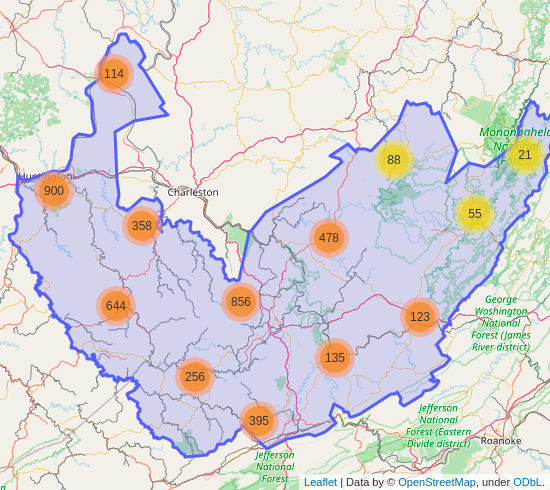 114
Mononqahela
Huntington
900
88
21
Charleston
358
55
478
644
856
123
George
Washington
National
Forest (James
River district)
135
256
395
Jefferson
National
Forest (Eastern
Divide district)
Roanoke
Jefferson
National
Forest
Leaflet | Data by © OpenStreetMap, under ODbL.